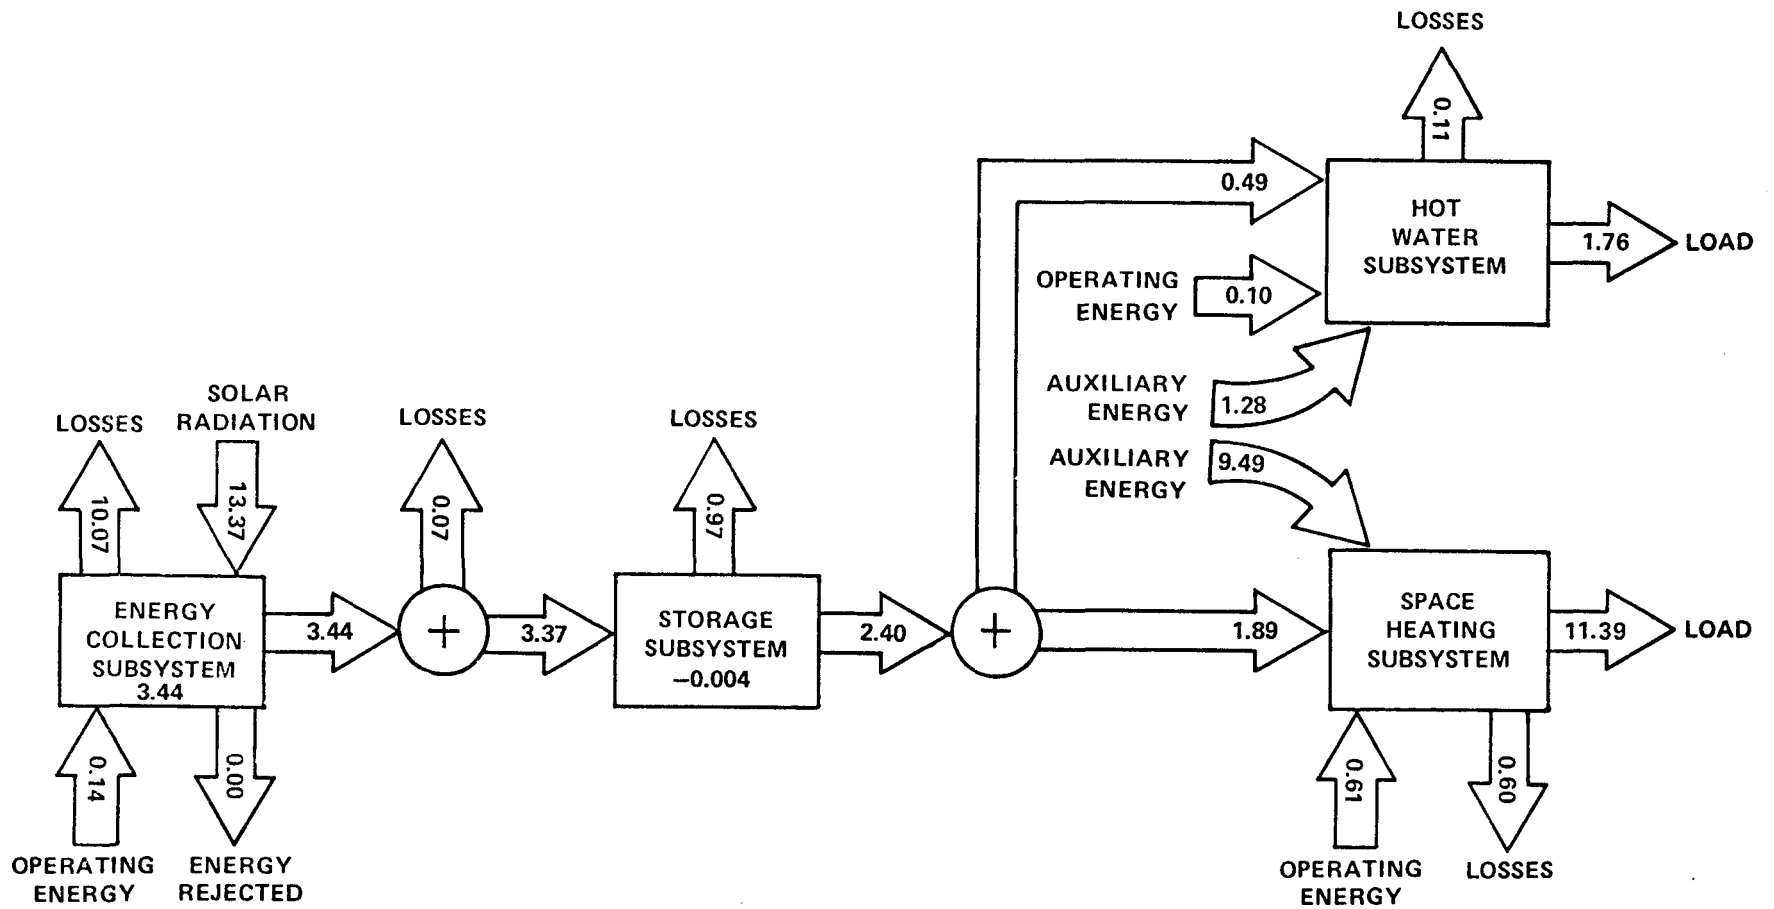 LOSSES
0.11
0.49
HOT
WATER
SUBSYSTEM
1.76
LOAD
OPERATING
ENERGY
0.10
AUXILIARY
ENERGY
1.28
AUXILIARY
ENERGY
9.49
LOSSES
10.07
SOLAR
RADIATION
13.37
LOSSES
0.07
LOSSES
0.97
ENERGY
COLLECTION
SUBSYSTEM
3.44
3.44
+
3.37
STORAGE
SUBSYSTEM
−0.004
2.40
+
1.89
SPACE
HEATING
SUBSYSTEM
11.39
LOAD
0.14
OPERATING
ENERGY
0.00
ENERGY
REJECTED
0.61
OPERATING
ENERGY
0.60
LOSSES